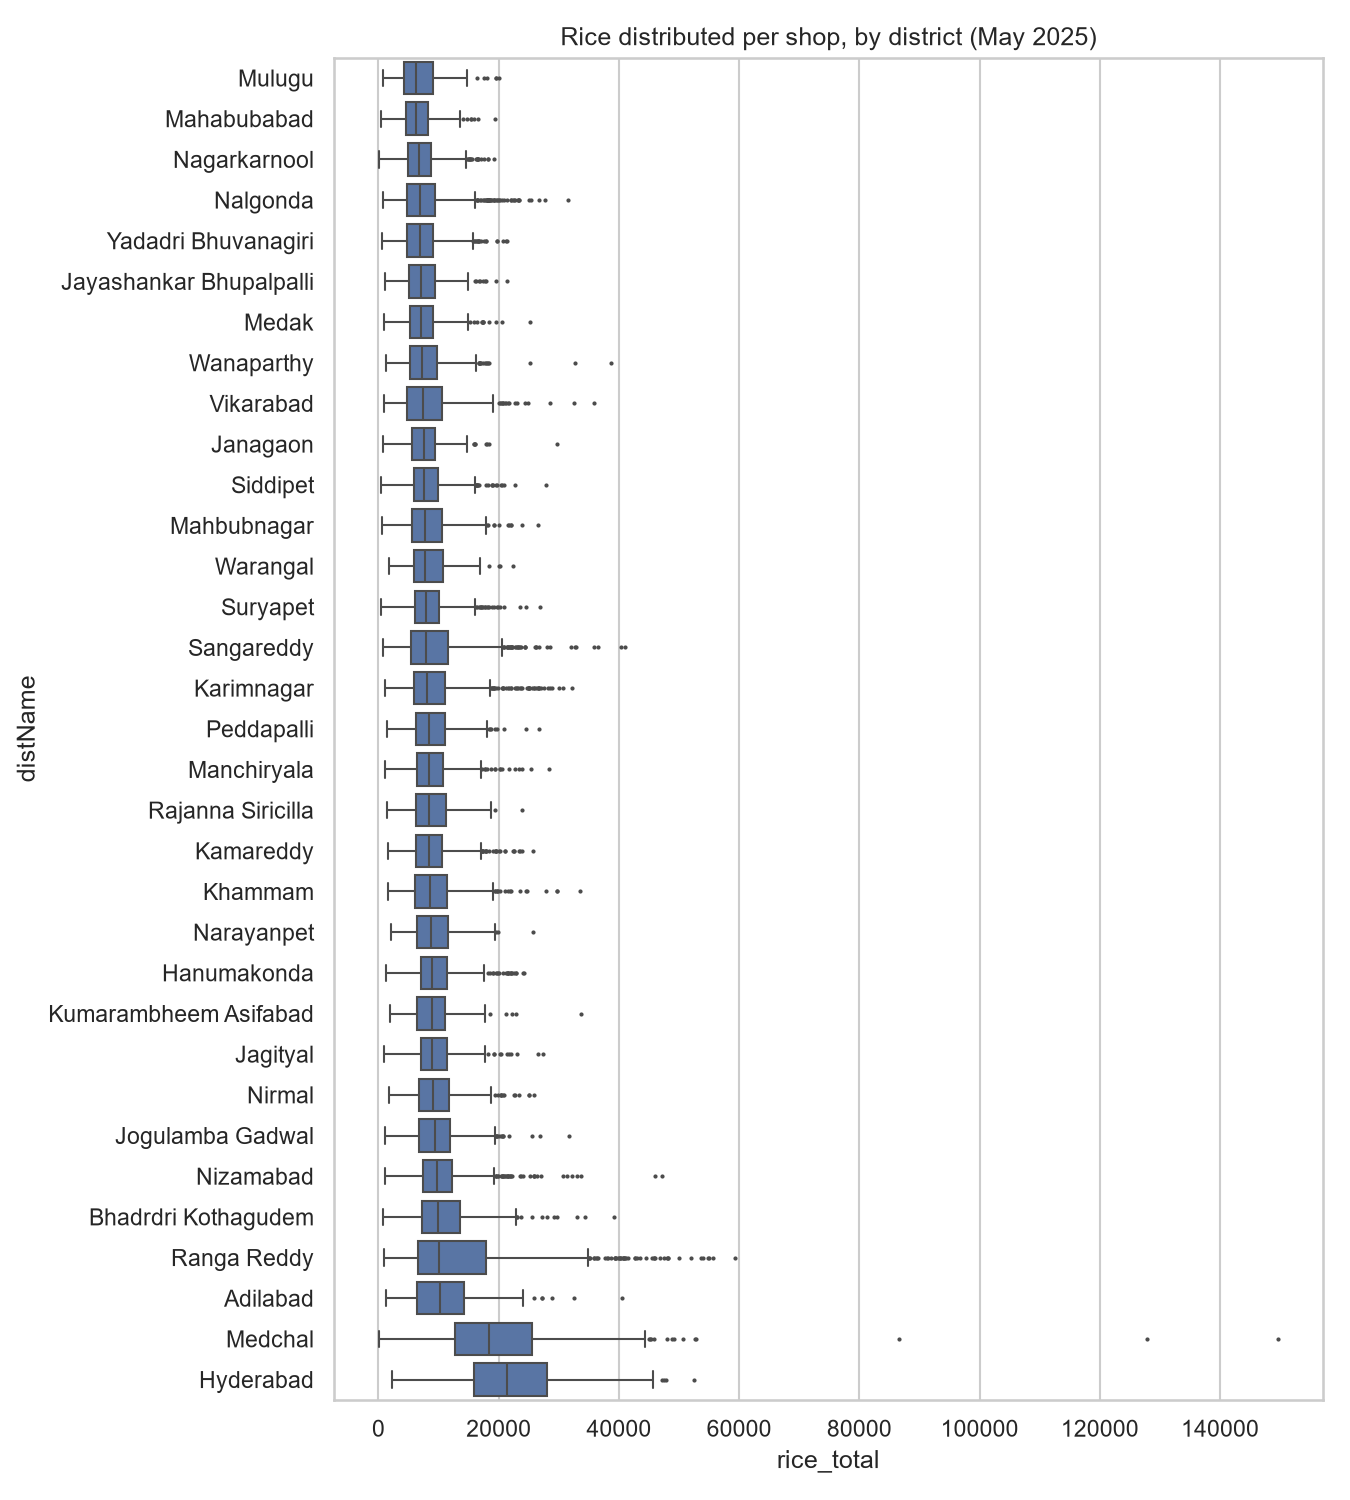 Rice distributed per shop, by district (May 2025)
Mulugu
Mahabubabad
Nagarkarnool
Nalgonda
Yadadri Bhuvanagiri
Jayashankar Bhupalpalli
Medak
Wanaparthy
Vikarabad
Janagaon
Siddipet
Mahbubnagar
Warangal
Suryapet
Sangareddy
Karimnagar
Peddapalli
Manchiryala
Rajanna Siricilla
Kamareddy
Khammam
Narayanpet
Hanumakonda
Kumarambheem Asifabad
Jagityal
Nirmal
Jogulamba Gadwal
Nizamabad
Bhadrdri Kothagudem
Ranga Reddy
Adilabad
Medchal
Hyderabad
distName
0 20000 40000 60000 80000 100000 120000 140000
rice_total